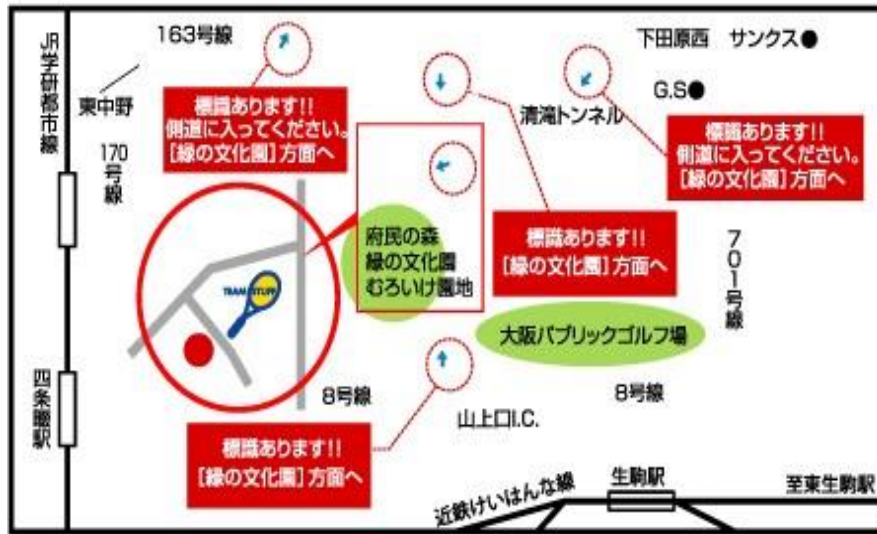 JR学研都市線
163号線
東中野
170号線
標識あります!!
側道に入ってください。
[緑の文化園]方面へ
清滝トンネル
下田原西 サンクス●
G.S●
標識あります!!
側道に入ってください。
[緑の文化園]方面へ
府民の森
緑の文化園
むろいけ園地
標識あります!!
[緑の文化園]方面へ
701号線
大阪パブリックゴルフ場
四条畷駅
8号線
8号線
山上口I.C.
標識あります!!
[緑の文化園]方面へ
近鉄けいはんな線
生駒駅
至東生駒駅